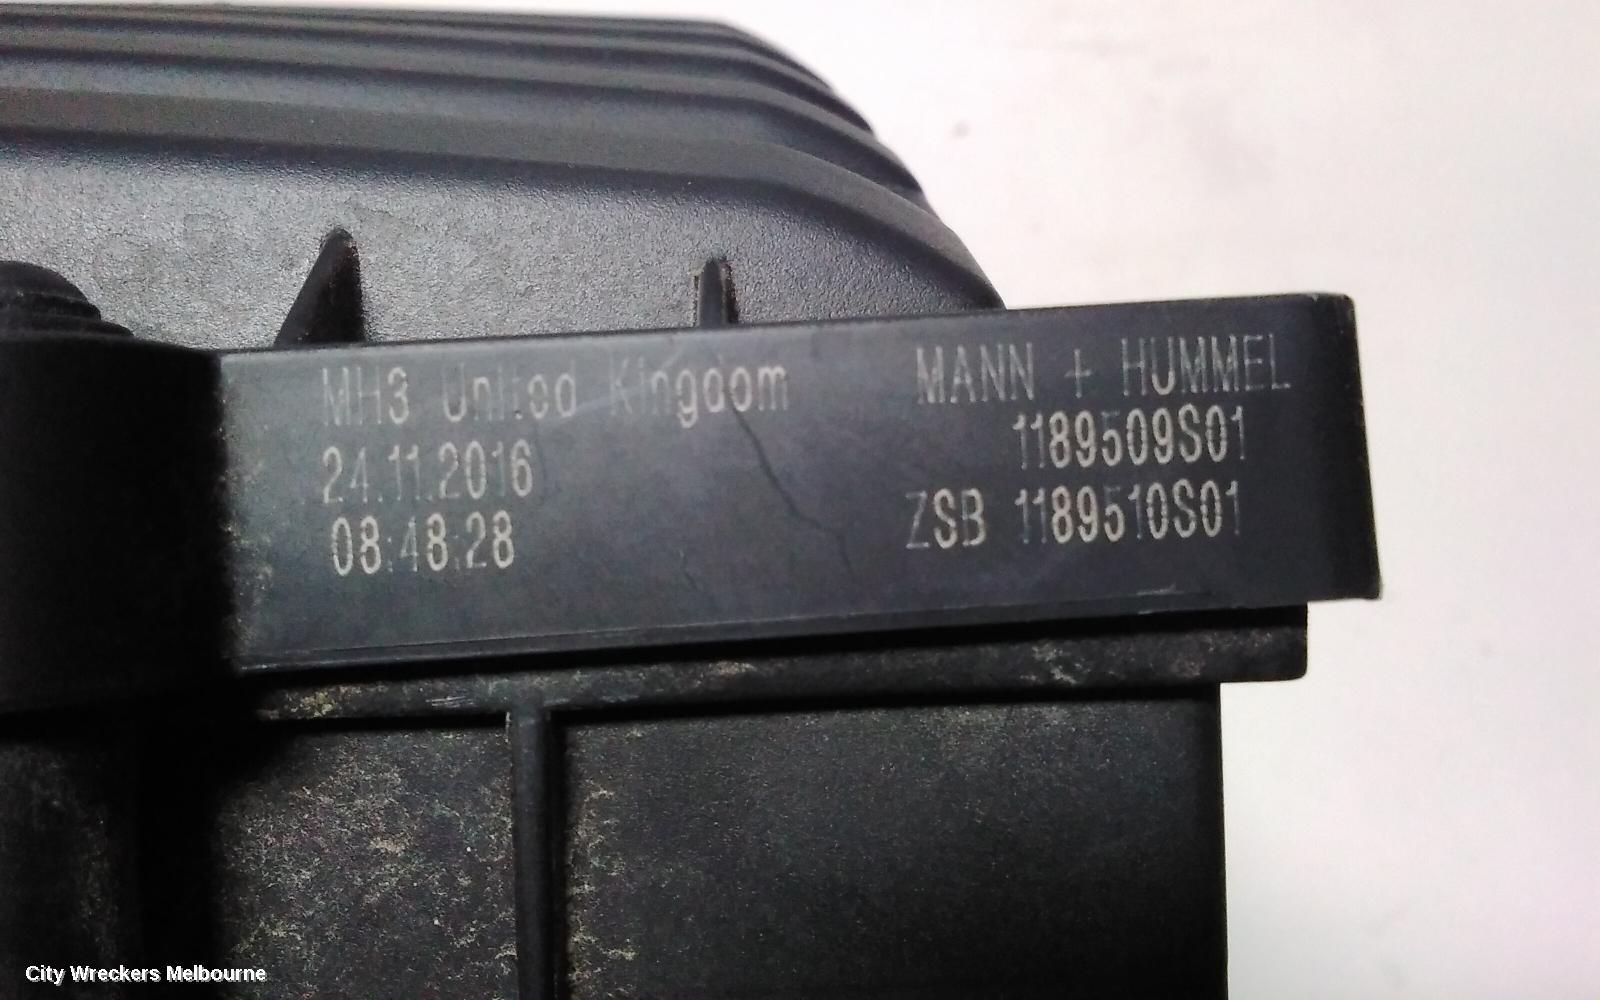 MH3 United Kingdom
24.11.2016
08:48:28
MANN + HUMMEL
1189509S01
ZSB 1189510S01
City Wreckers Melbourne